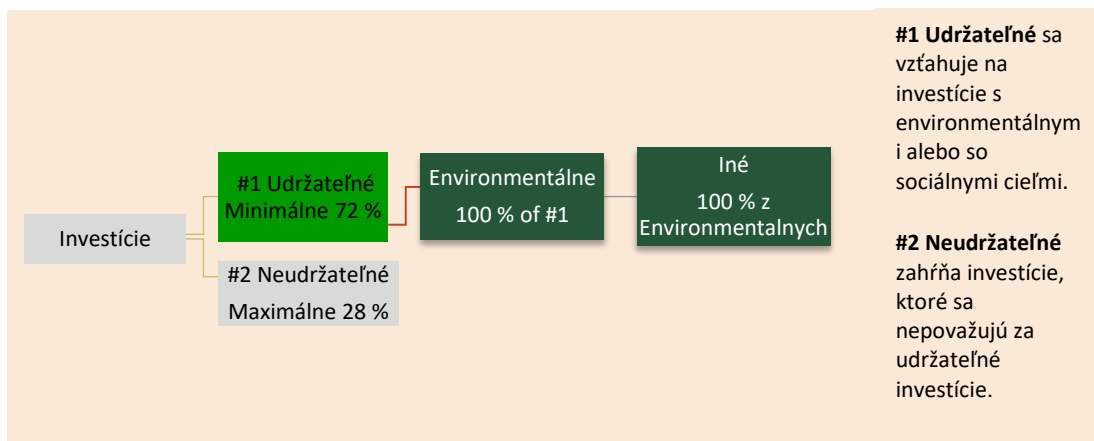 Investície
#1 Udržateľné
Minimálne 72 %
#2 Neudržateľné
Maximálne 28 %
Environmentálne
100 % of #1
Iné
100 % z
Environmentalnych
#1 Udržateľné sa
vzťahuje na
investície s
environmentálnym
i alebo so
sociálnymi cieľmi.
#2 Neudržateľné
zahŕňa investície,
ktoré sa
nepovažujú za
udržateľné
investície.